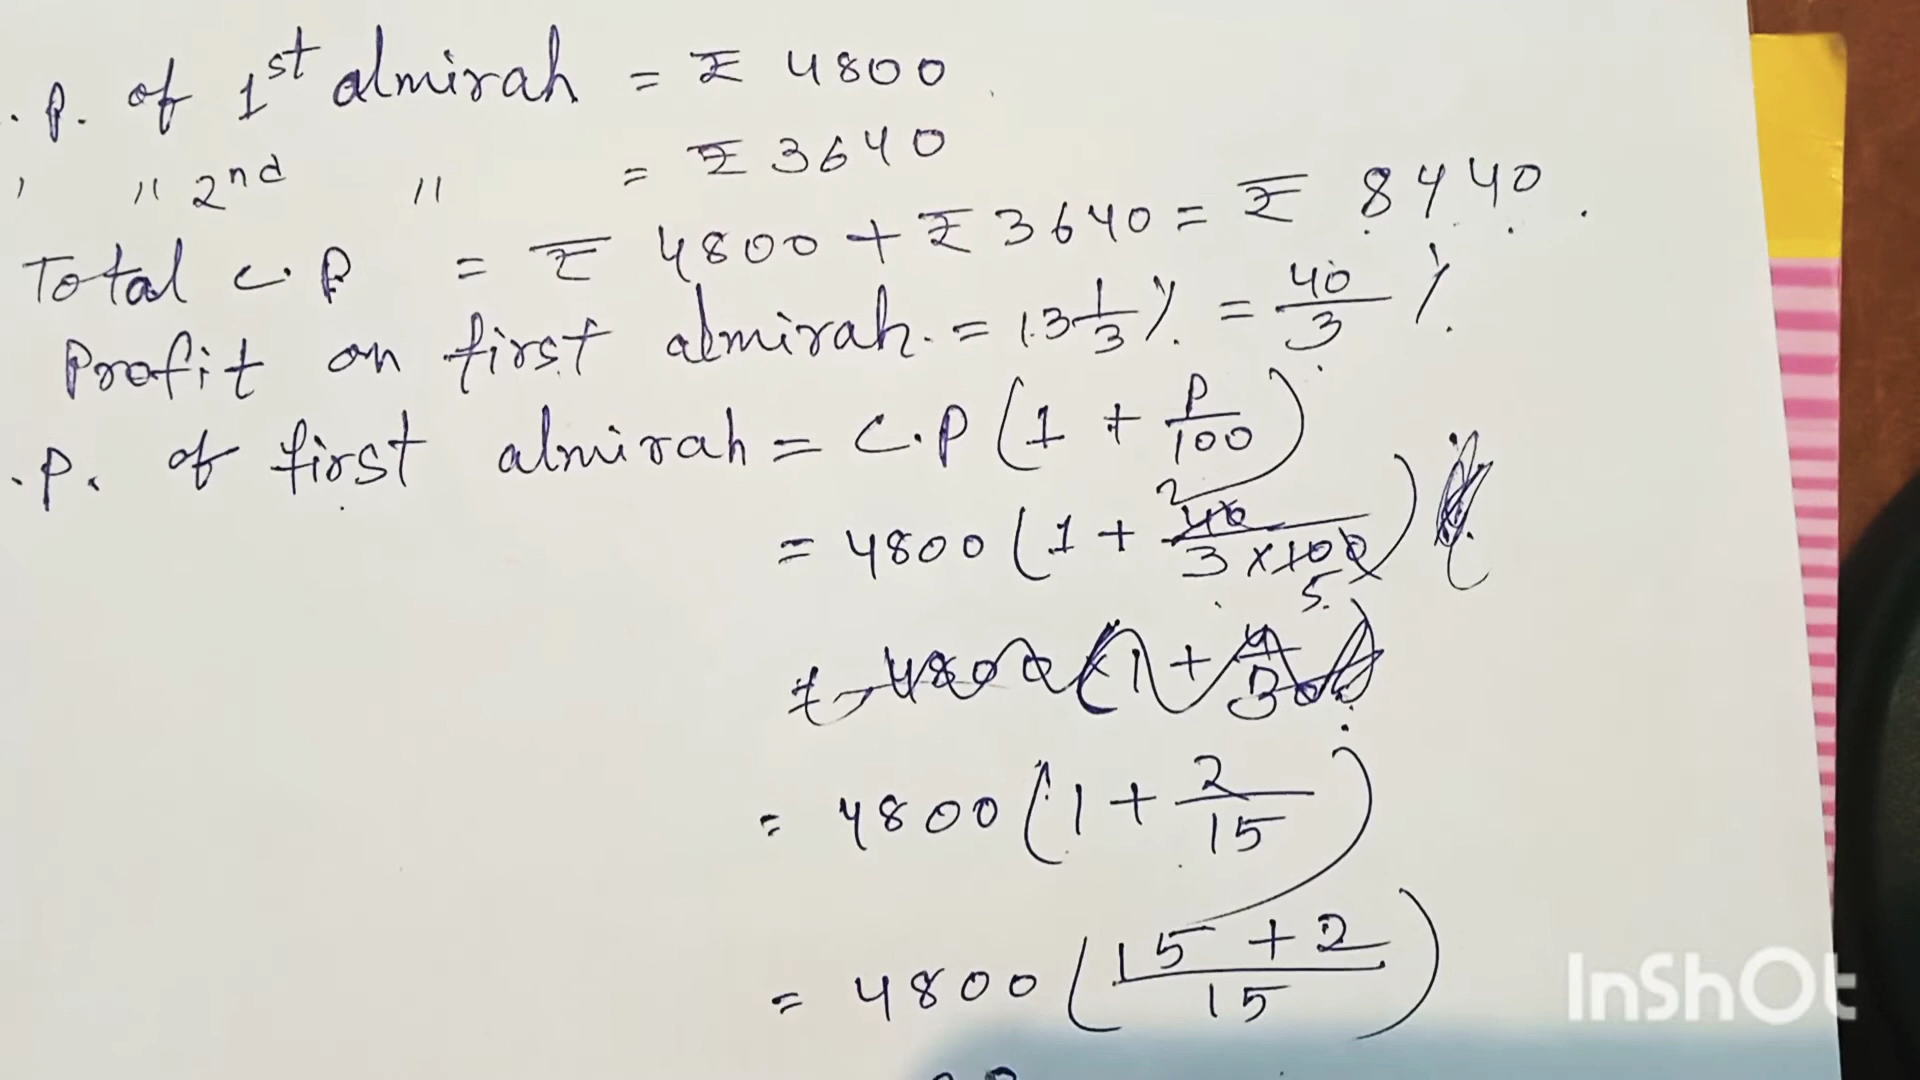 .P. of 1st almirah = ₹ 4800
" 2nd " = ₹ 3640
Total C.P = ₹ 4800 + ₹ 3640 = ₹ 8440.
Profit on first almirah. = 13 1/3 % = 40/3 %.
.P. of first almirah = C.P (1 + P/100)
= 4800 (1 + 40/3×100)
2
5
= 4800 (1 + 2/15)
= 4800 (15 + 2/15)
InShOt